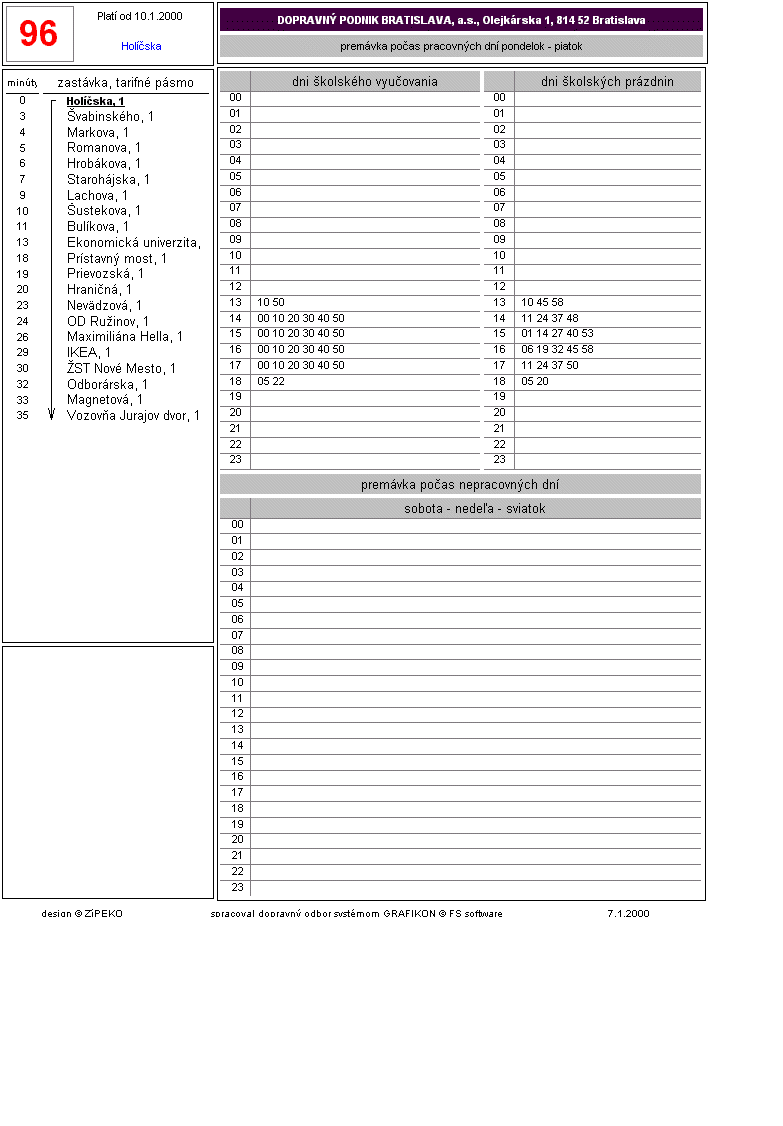 96
Platí od 10.1.2000
Holíčska
DOPRAVNÝ PODNIK BRATISLAVA, a.s., Olejkárska 1, 814 52 Bratislava
premávka počas pracovných dní pondelok - piatok
minúty zastávka, tarifné pásmo
0 Holíčska, 1
3 Švabinského, 1
4 Markova, 1
5 Romanova, 1
6 Hrobákova, 1
7 Starohájska, 1
9 Lachova, 1
10 Šustekova, 1
11 Bulíkova, 1
13 Ekonomická univerzita,
18 Prístavný most, 1
19 Prievozská, 1
20 Hraničná, 1
23 Nevädzová, 1
24 OD Ružinov, 1
26 Maximiliána Hella, 1
29 IKEA, 1
30 ŽST Nové Mesto, 1
32 Odborárska, 1
33 Magnetová, 1
35 Vozovňa Jurajov dvor, 1
dni školského vyučovania
00
01
02
03
04
05
06
07
08
09
10
11
12
13 10 50
14 00 10 20 30 40 50
15 00 10 20 30 40 50
16 00 10 20 30 40 50
17 00 10 20 30 40 50
18 05 22
19
20
21
22
23
dni školských prázdnin
00
01
02
03
04
05
06
07
08
09
10
11
12
13 10 45 58
14 11 24 37 48
15 01 14 27 40 53
16 06 19 32 45 58
17 11 24 37 50
18 05 20
19
20
21
22
23
premávka počas nepracovných dní
sobota - nedeľa - sviatok
00
01
02
03
04
05
06
07
08
09
10
11
12
13
14
15
16
17
18
19
20
21
22
23
design © ZíPEKO
spracoval dopravný odbor systémom GRAFIKON © FS software
7.1.2000